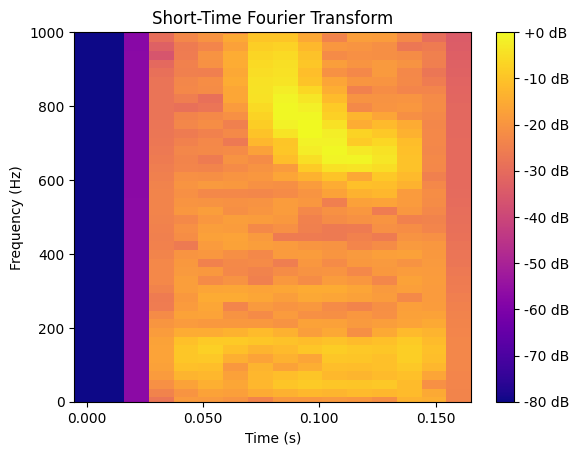 Short-Time Fourier Transform
Frequency (Hz)
1000
800
600
400
200
0
0.000
0.050
0.100
0.150
Time (s)
+0 dB
-10 dB
-20 dB
-30 dB
-40 dB
-50 dB
-60 dB
-70 dB
-80 dB